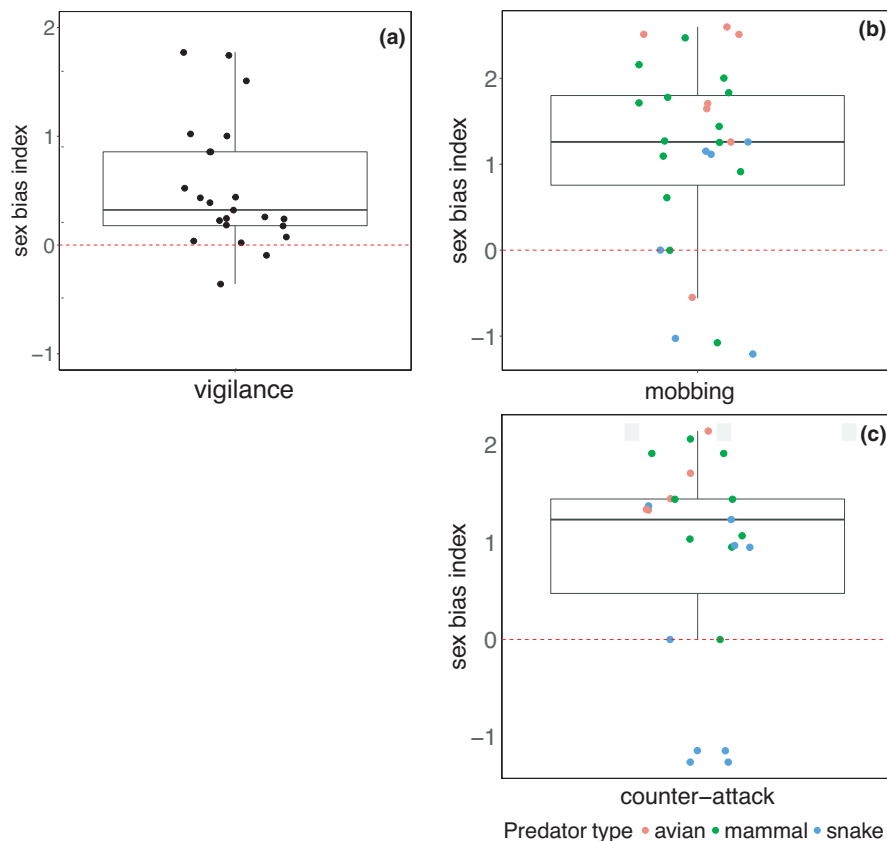 (a)
sex bias index
2
1
0
−1
vigilance
(b)
sex bias index
2
1
0
−1
mobbing
(c)
sex bias index
2
1
0
−1
counter−attack
Predator type avian mammal snake